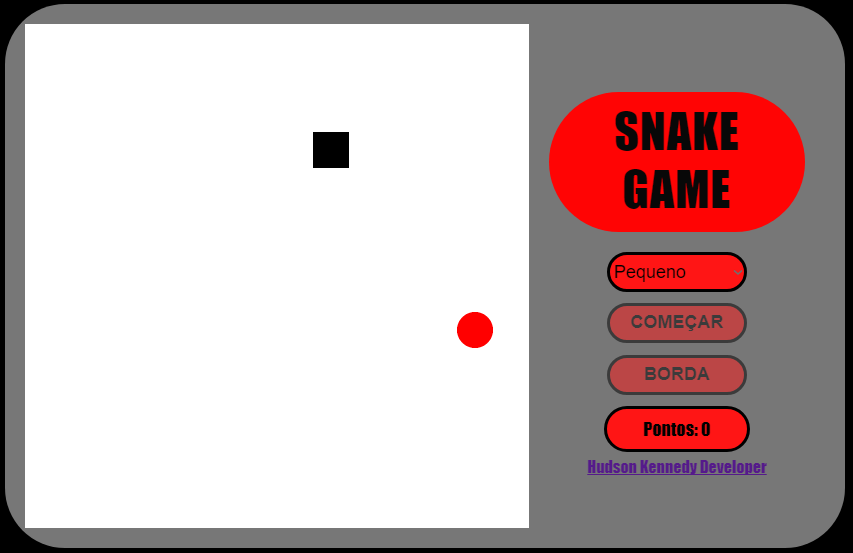 SNAKE
GAME
Pequeno
COMEÇAR
BORDA
Pontos: 0
Hudson Kennedy Developer